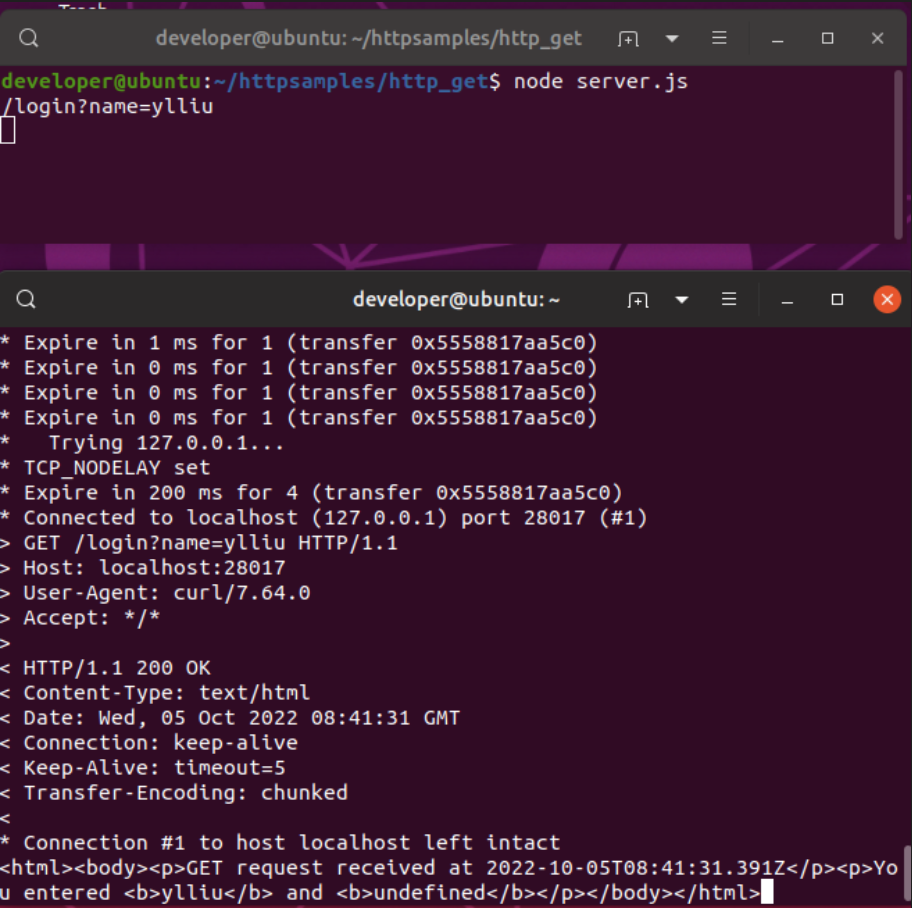 Trash
developer@ubuntu: ~/httpsamples/http_get
developer@ubuntu:~/httpsamples/http_get$ node server.js
/login?name=ylliu
developer@ubuntu: ~
* Expire in 1 ms for 1 (transfer 0x5558817aa5c0)
* Expire in 0 ms for 1 (transfer 0x5558817aa5c0)
* Expire in 0 ms for 1 (transfer 0x5558817aa5c0)
* Expire in 0 ms for 1 (transfer 0x5558817aa5c0)
*   Trying 127.0.0.1...
* TCP_NODELAY set
* Expire in 200 ms for 4 (transfer 0x5558817aa5c0)
* Connected to localhost (127.0.0.1) port 28017 (#1)
> GET /login?name=ylliu HTTP/1.1
> Host: localhost:28017
> User-Agent: curl/7.64.0
> Accept: */*
>
< HTTP/1.1 200 OK
< Content-Type: text/html
< Date: Wed, 05 Oct 2022 08:41:31 GMT
< Connection: keep-alive
< Keep-Alive: timeout=5
< Transfer-Encoding: chunked
<
* Connection #1 to host localhost left intact
<html><body><p>GET request received at 2022-10-05T08:41:31.391Z</p><p>Yo
u entered <b>ylliu</b> and <b>undefined</b></p></body></html>